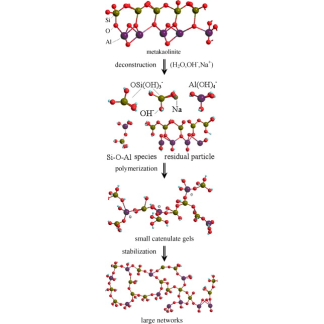 Si
O
Al
metakaolinite
deconstruction (H₂O,OH⁻,Na⁺)
OSi(OH)₃⁻ Al(OH)₄⁻
OH⁻ Na
Si-O-Al species residual particle
polymerization
small catenulate gels
stabilization
large networks